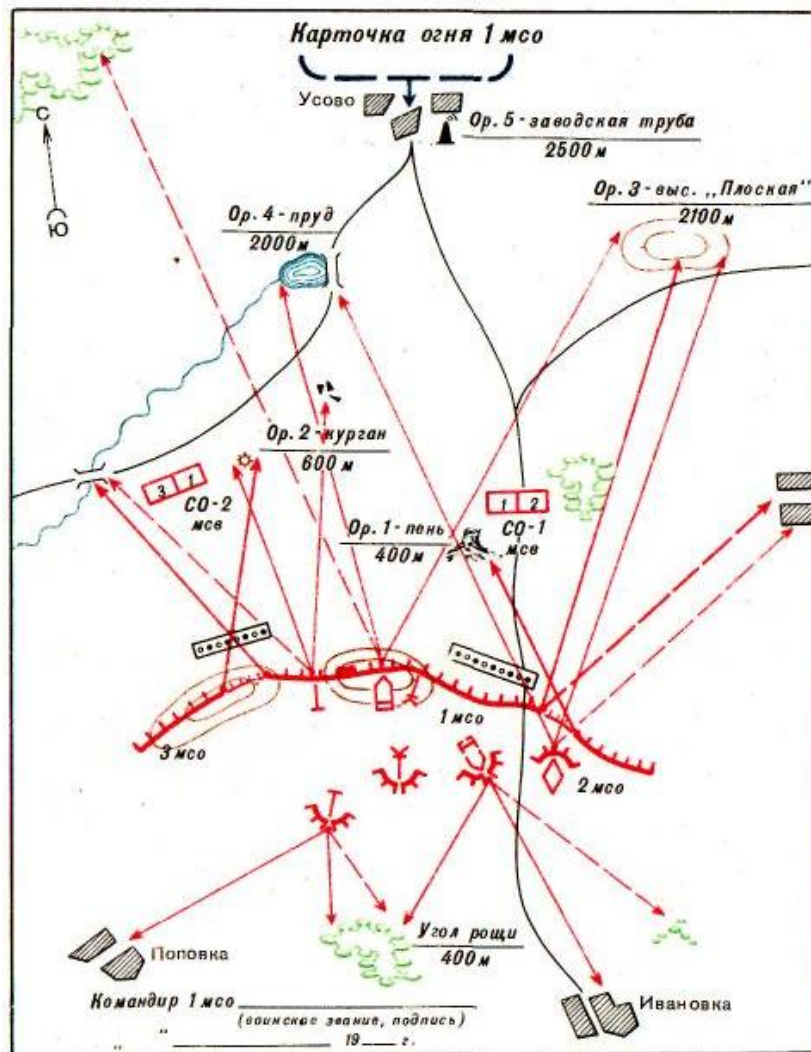 Карточка огня 1 мсо
Усово
Ор. 5 - заводская труба
2500 м
С
Ю
Ор. 3 - выс. „Плоская"
2100 м
Ор. 4 - пруд
2000 м
Ор. 2 - курган
600 м
3 1
СО-2
мсв
1 2
СО-1
мсв
Ор. 1 - пень
400 м
1 мсо
3 мсо
2 мсо
Угол рощи
400 м
Поповка
Ивановка
Командир 1 мсо
(воинское звание, подпись)
„ " 19 г.